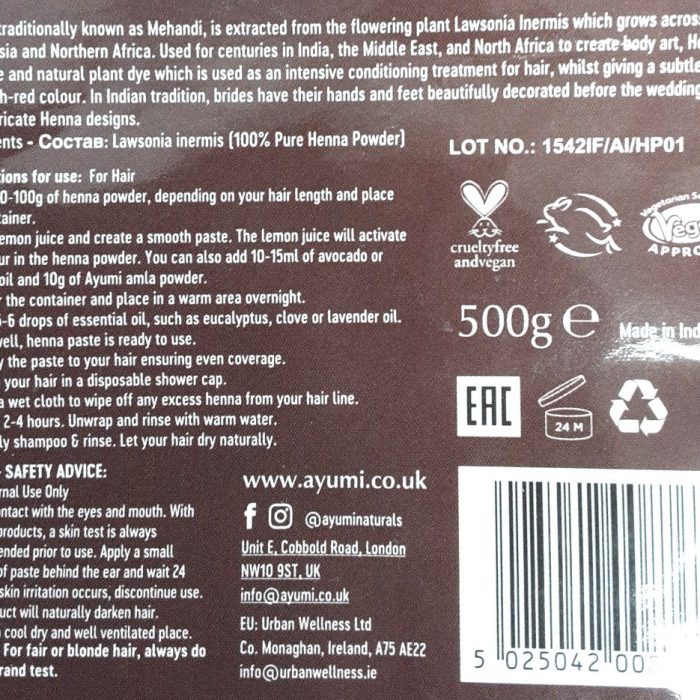 traditionally known as Mehandi, is extracted from the flowering plant Lawsonia Inermis which grows across
sia and Northern Africa. Used for centuries in India, the Middle East, and North Africa to create body art, He
e and natural plant dye which is used as an intensive conditioning treatment for hair, whilst giving a subtle
h-red colour. In Indian tradition, brides have their hands and feet beautifully decorated before the wedding
ricate Henna designs.
ents - Состав: Lawsonia inermis (100% Pure Henna Powder)
LOT NO.: 1542IF/AI/HP01
ions for use: For Hair
0-100g of henna powder, depending on your hair length and place
tainer.
emon juice and create a smooth paste. The lemon juice will activate
ur in the henna powder. You can also add 10-15ml of avocado or
oil and 10g of Ayumi amla powder.
r the container and place in a warm area overnight.
-6 drops of essential oil, such as eucalyptus, clove or lavender oil.
well, henna paste is ready to use.
y the paste to your hair ensuring even coverage.
your hair in a disposable shower cap.
a wet cloth to wipe off any excess henna from your hair line.
2-4 hours. Unwrap and rinse with warm water.
ly shampoo & rinse. Let your hair dry naturally.
crueltyfree
andvegan
Vegetarian S
Veg
APPRO
500g e
Made in Ind
EAC
24 M
- SAFETY ADVICE:
rnal Use Only
ontact with the eyes and mouth. With
products, a skin test is always
ended prior to use. Apply a small
of paste behind the ear and wait 24
skin irritation occurs, discontinue use.
uct will naturally darken hair.
cool dry and well ventilated place.
For fair or blonde hair, always do
rand test.
www.ayumi.co.uk
@ayuminaturals
Unit E, Cobbold Road, London
NW10 9ST, UK
info@ayumi.co.uk
EU: Urban Wellness Ltd
Co. Monaghan, Ireland, A75 AE22
info@urbanwellness.ie
5 025042 008